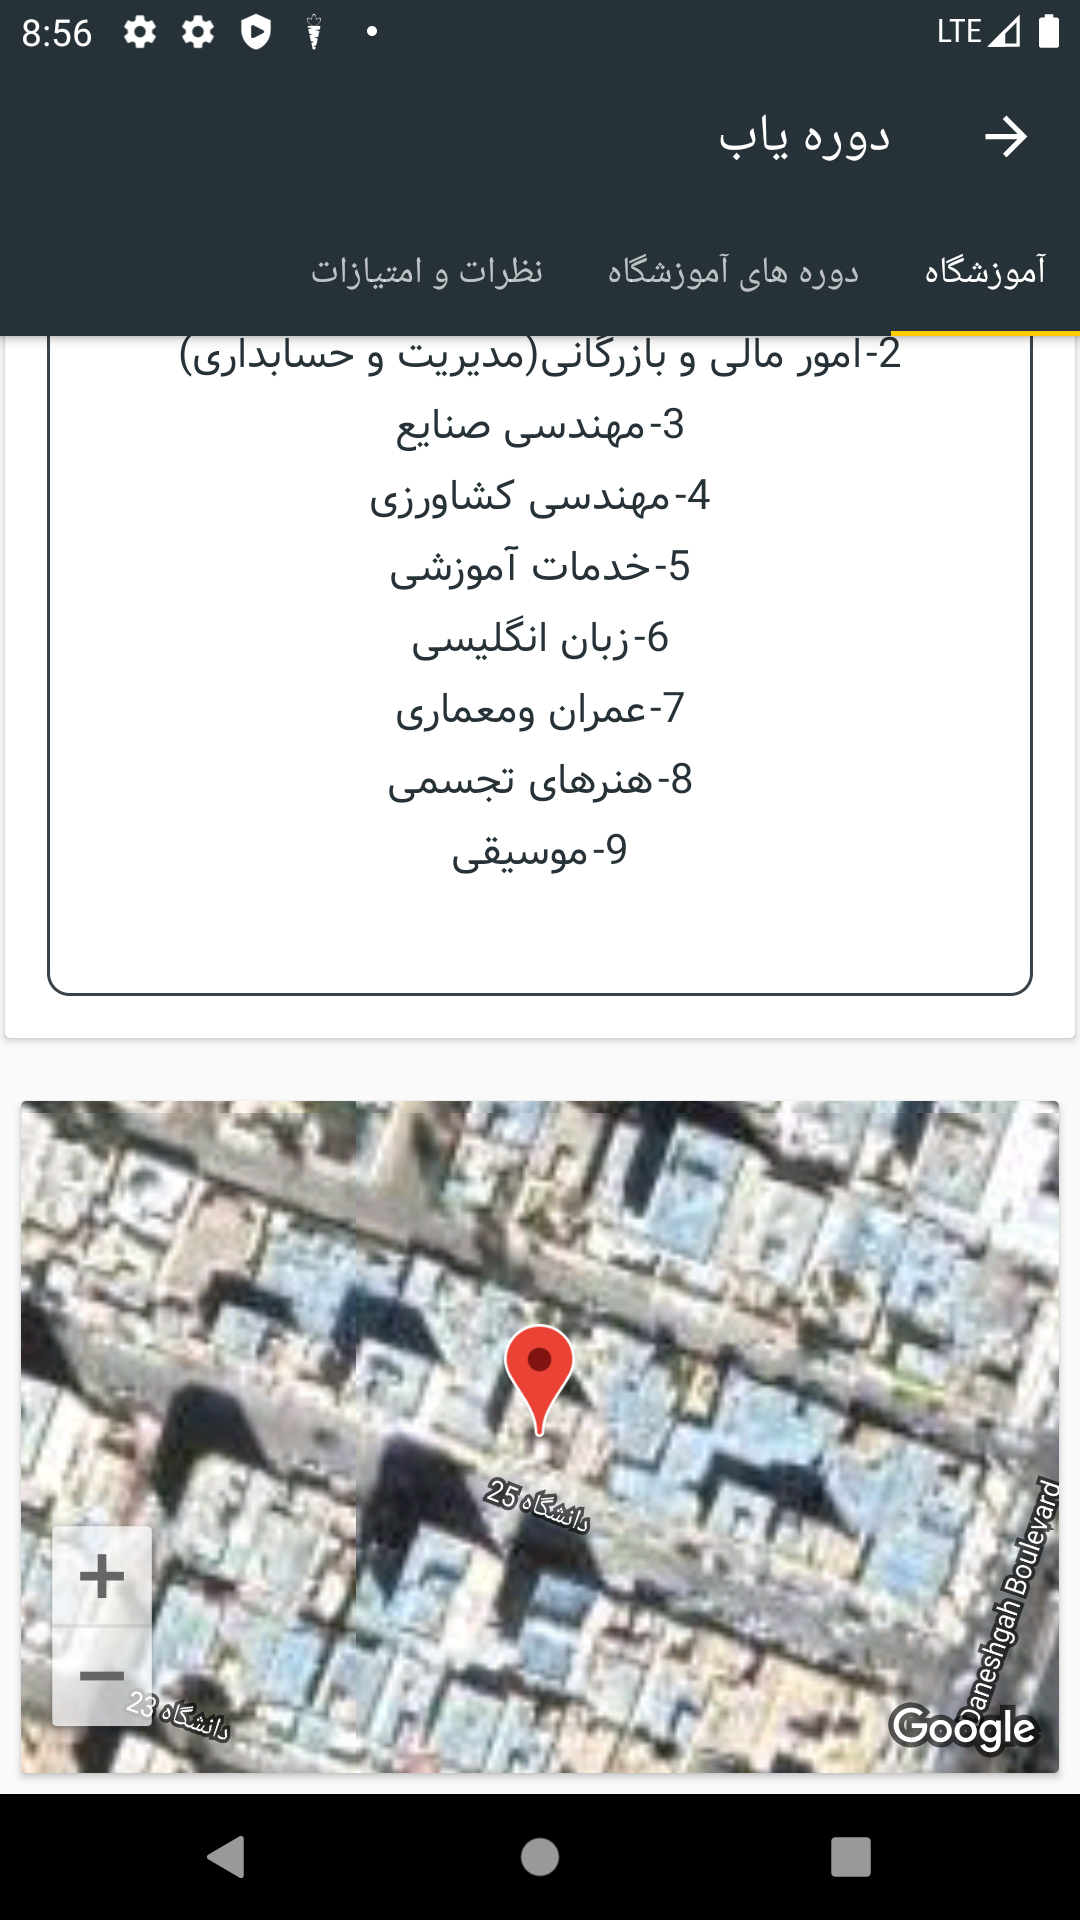 8:56
LTE
دوره یاب
آموزشگاه
دوره های آموزشگاه
نظرات و امتیازات
2-امور مالی و بازرگانی(مدیریت و حسابداری)
3-مهندسی صنایع
4-مهندسی کشاورزی
5-خدمات آموزشی
6-زبان انگلیسی
7-عمران ومعماری
8-هنرهای تجسمی
9-موسیقی
دانشگاه 25
Daneshgah Boulevard
دانشگاه 23
Google